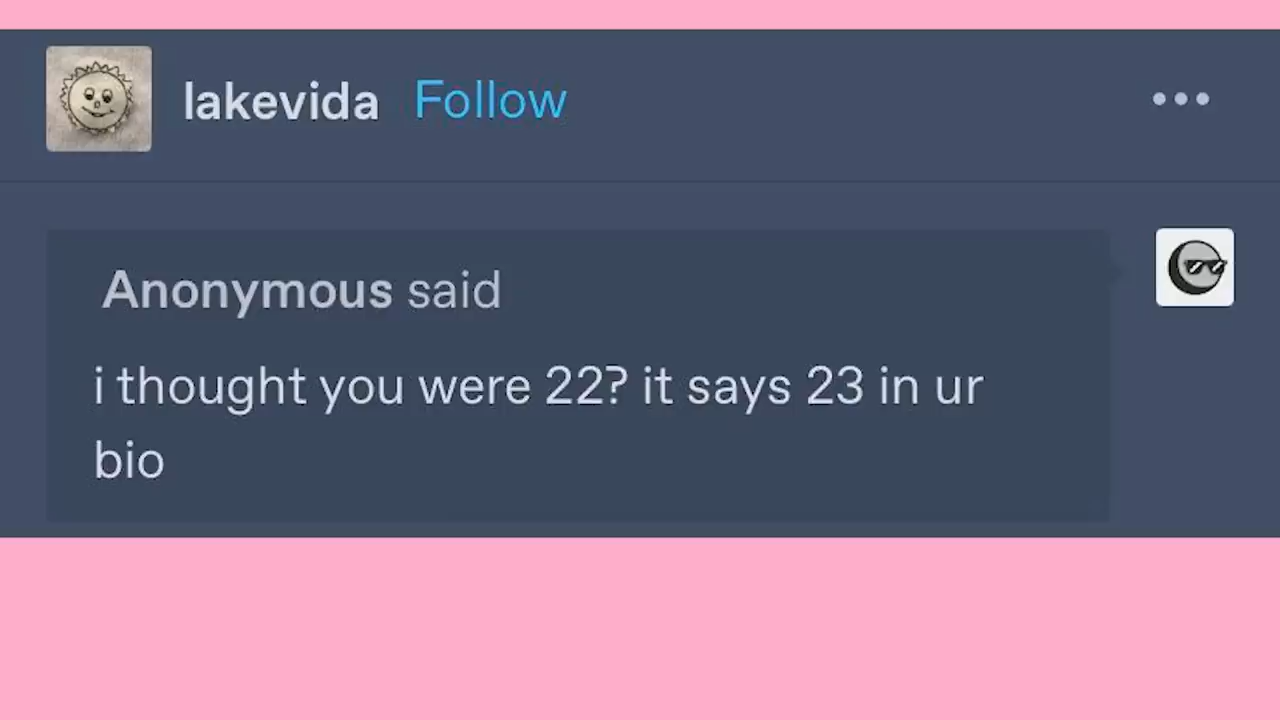 lakevida Follow
Anonymous said
i thought you were 22? it says 23 in ur
bio